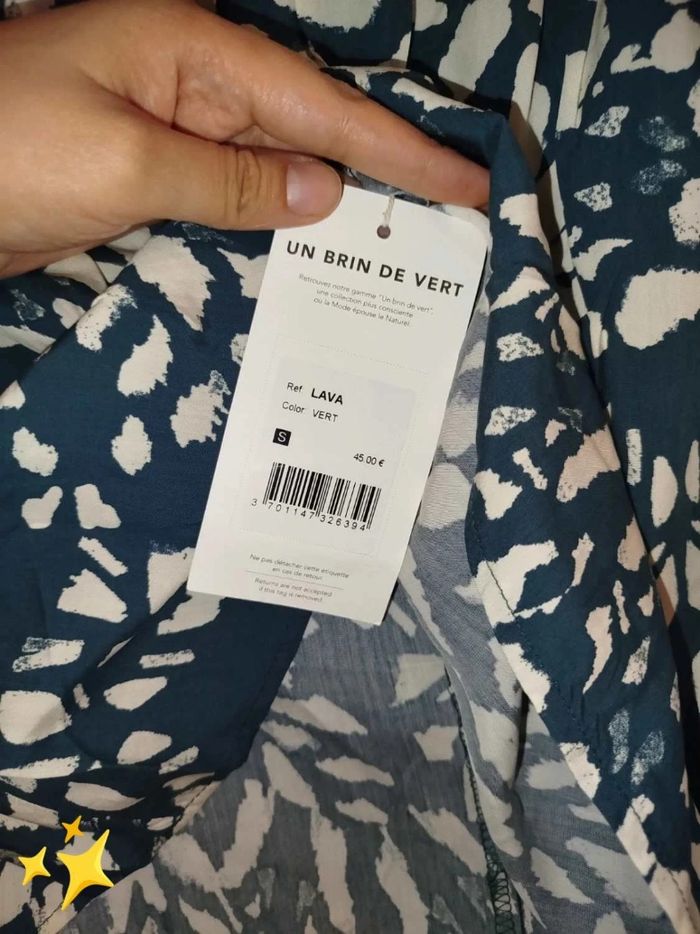 UN BRIN DE VERT
Retrouvez notre gamme "Un brin de vert",
une collection plus consciente
où la Mode épouse le Naturel.
Ref. LAVA
Color VERT
S
45.00 €
3 701147 326394
Ne pas détacher cette étiquette
en cas de retour.
Returns are not accepted
if this tag is removed